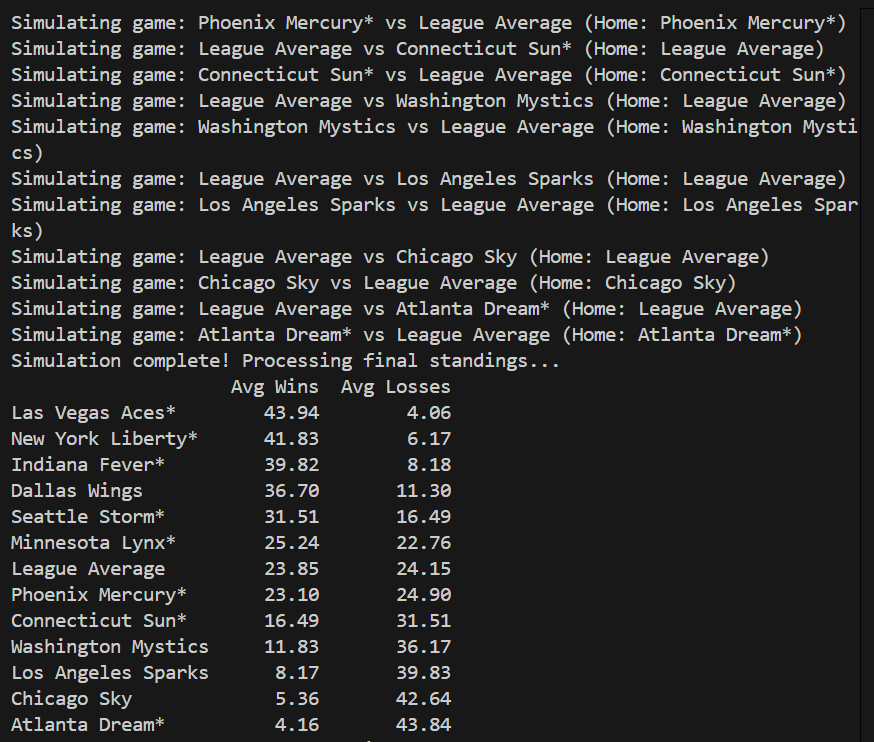 Simulating game: Phoenix Mercury* vs League Average (Home: Phoenix Mercury*)
Simulating game: League Average vs Connecticut Sun* (Home: League Average)
Simulating game: Connecticut Sun* vs League Average (Home: Connecticut Sun*)
Simulating game: League Average vs Washington Mystics (Home: League Average)
Simulating game: Washington Mystics vs League Average (Home: Washington Mysti
cs)
Simulating game: League Average vs Los Angeles Sparks (Home: League Average)
Simulating game: Los Angeles Sparks vs League Average (Home: Los Angeles Spar
ks)
Simulating game: League Average vs Chicago Sky (Home: League Average)
Simulating game: Chicago Sky vs League Average (Home: Chicago Sky)
Simulating game: League Average vs Atlanta Dream* (Home: League Average)
Simulating game: Atlanta Dream* vs League Average (Home: Atlanta Dream*)
Simulation complete! Processing final standings...
Avg Wins Avg Losses
Las Vegas Aces* 43.94 4.06
New York Liberty* 41.83 6.17
Indiana Fever* 39.82 8.18
Dallas Wings 36.70 11.30
Seattle Storm* 31.51 16.49
Minnesota Lynx* 25.24 22.76
League Average 23.85 24.15
Phoenix Mercury* 23.10 24.90
Connecticut Sun* 16.49 31.51
Washington Mystics 11.83 36.17
Los Angeles Sparks 8.17 39.83
Chicago Sky 5.36 42.64
Atlanta Dream* 4.16 43.84